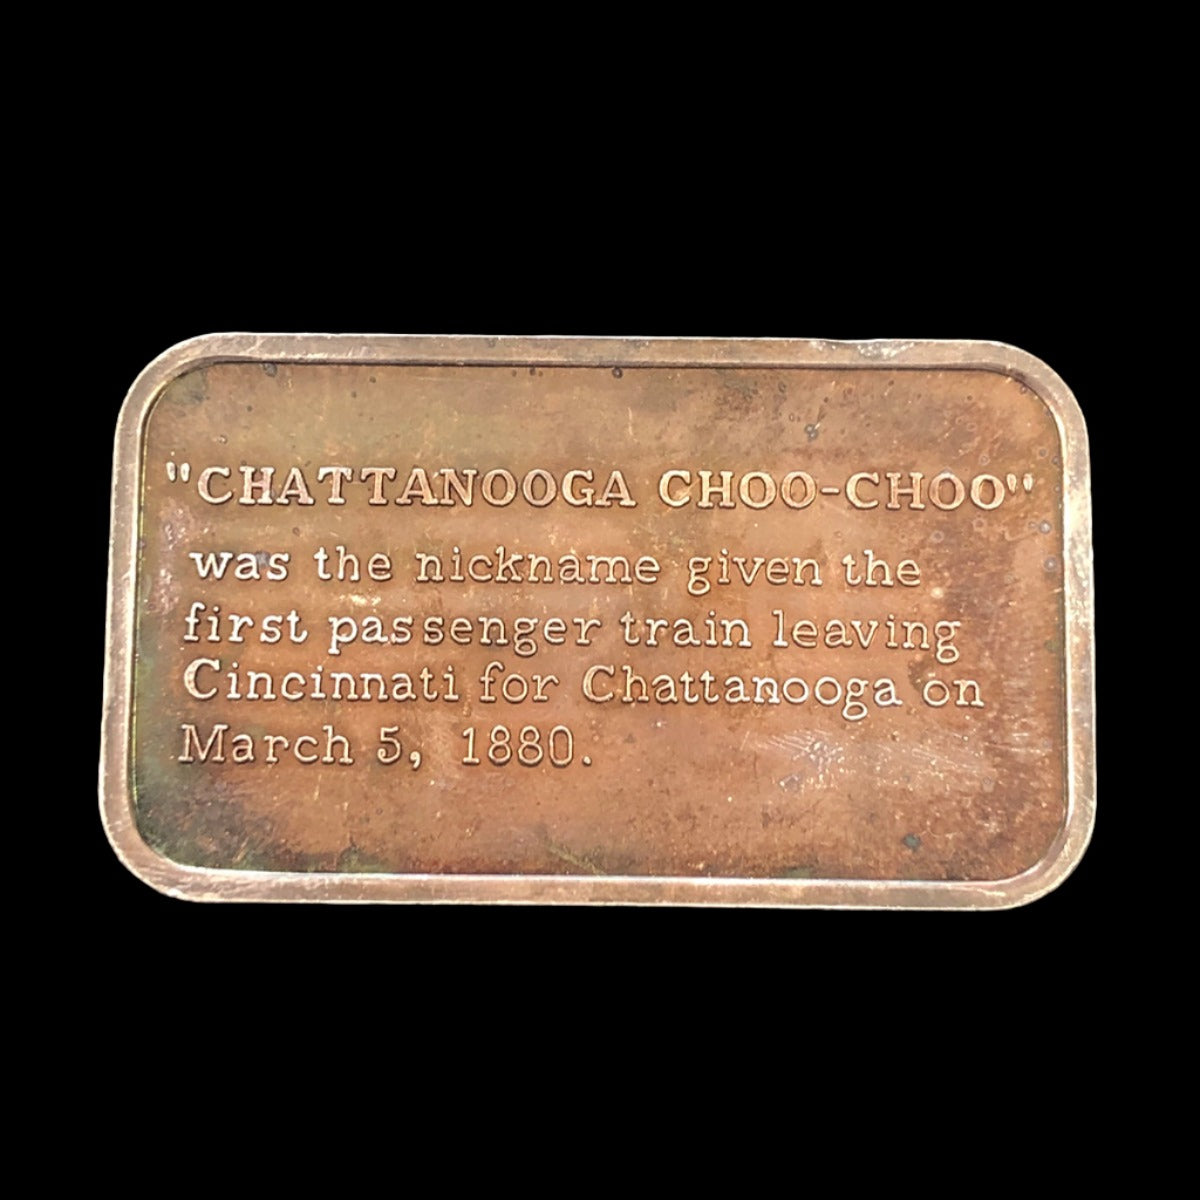 "CHATTANOOGA CHOO-CHOO"
was the nickname given the
first passenger train leaving
Cincinnati for Chattanooga on
March 5, 1880.